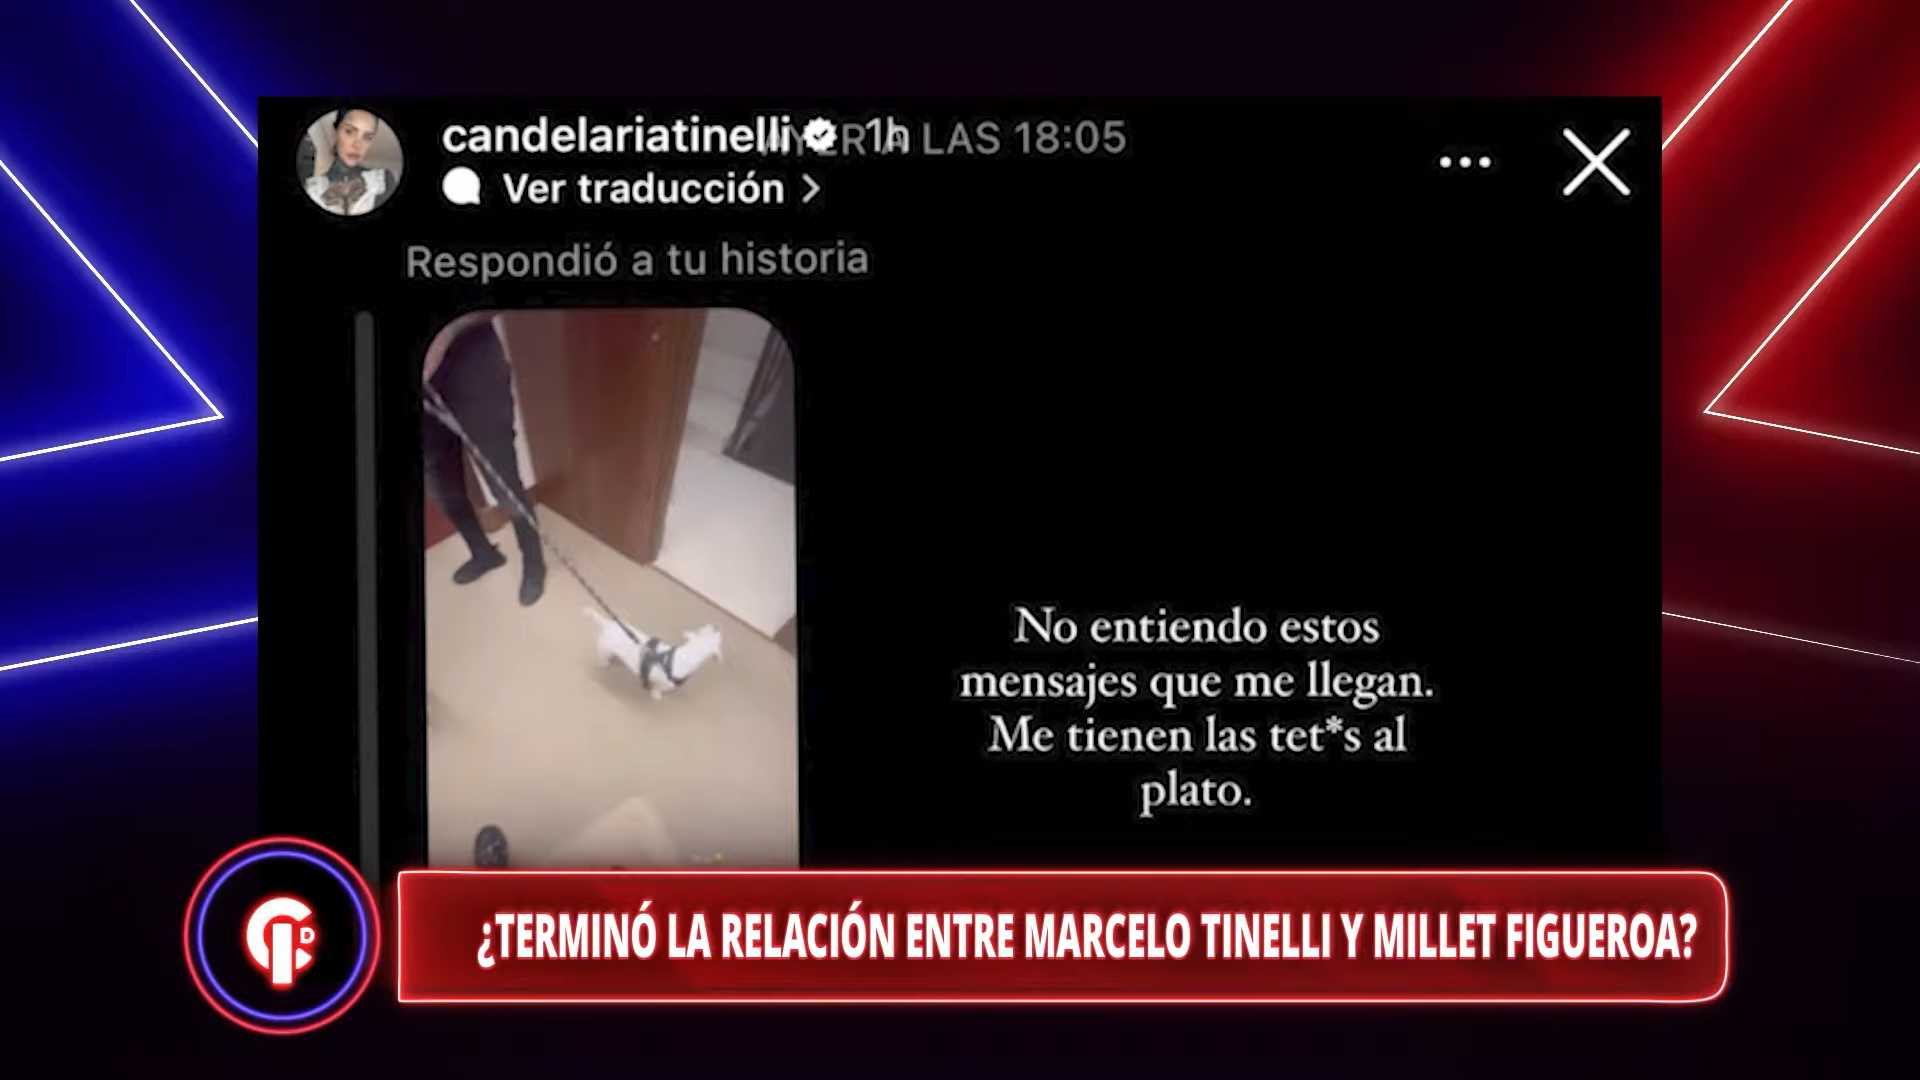 candelariatinelli 1h
AYER A LAS 18:05
Ver traducción >
Respondió a tu historia
No entiendo estos
mensajes que me llegan.
Me tienen las tet*s al
plato.
¿TERMINÓ LA RELACIÓN ENTRE MARCELO TINELLI Y MILLET FIGUEROA?